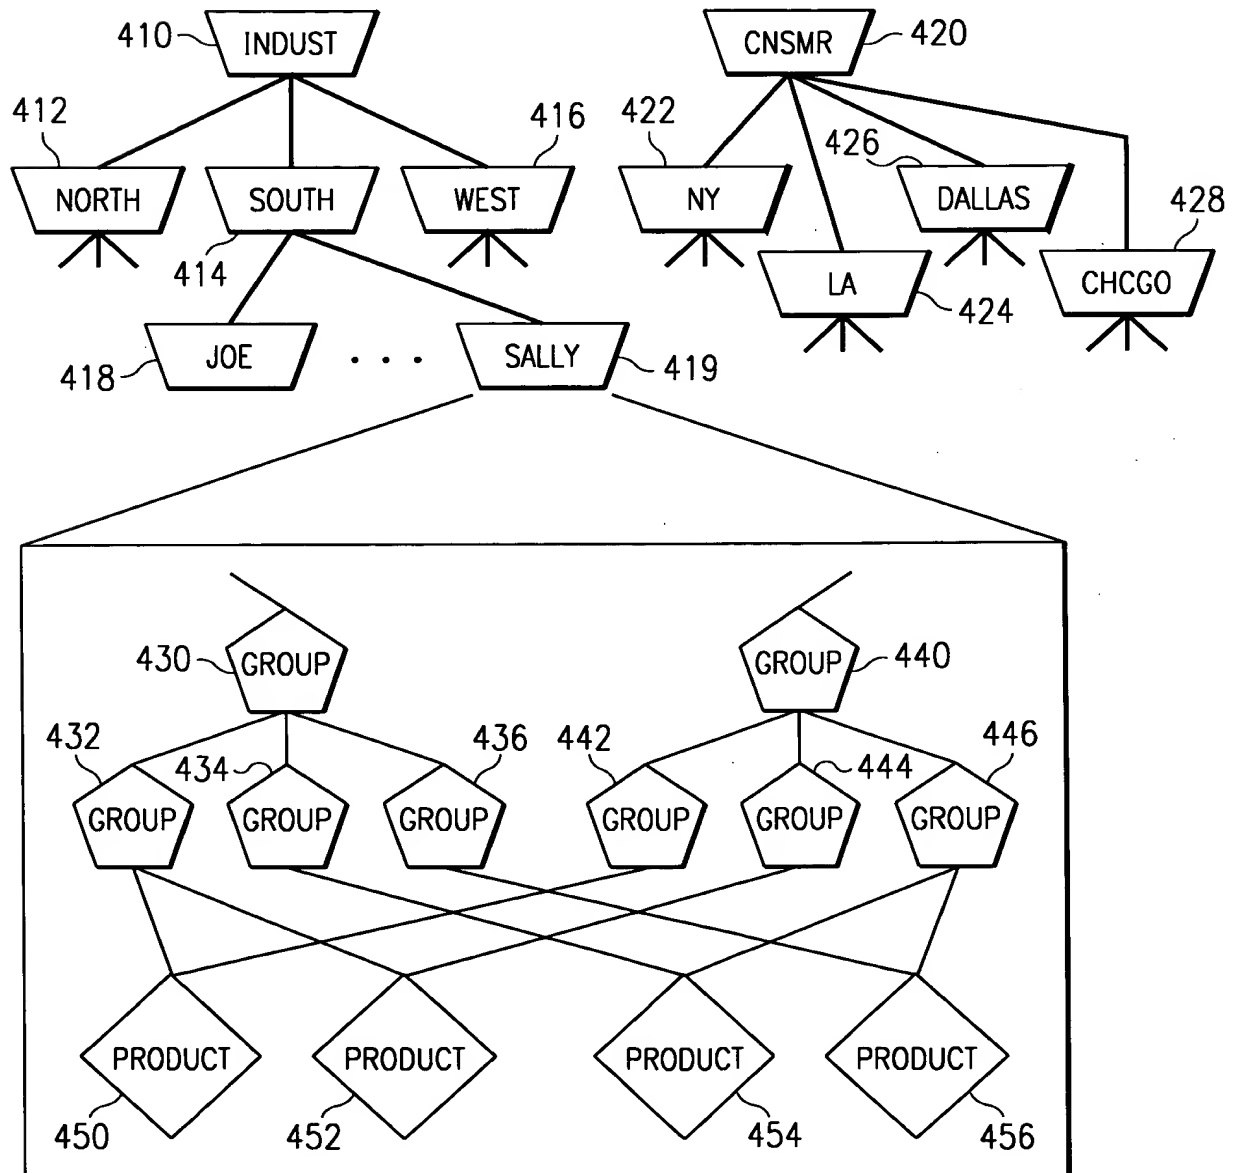 410 INDUST
CNSMR 420
412
416
422
426
428
NORTH
SOUTH
WEST
NY
DALLAS
414
LA
424
CHCGO
418 JOE
. . .
SALLY 419
430 GROUP
GROUP 440
432
434
436
442
444
446
GROUP
GROUP
GROUP
GROUP
GROUP
GROUP
PRODUCT
PRODUCT
PRODUCT
PRODUCT
450
452
454
456